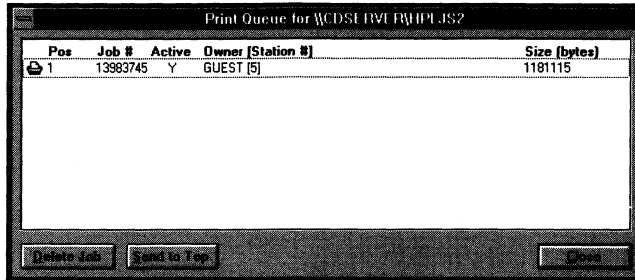 Print Queue for \\CDSERVER\HPLJS2
Pos Job # Active Owner [Station #] Size (bytes)
1 13983745 Y GUEST [5] 1181115
Delete Job Send to Top Close